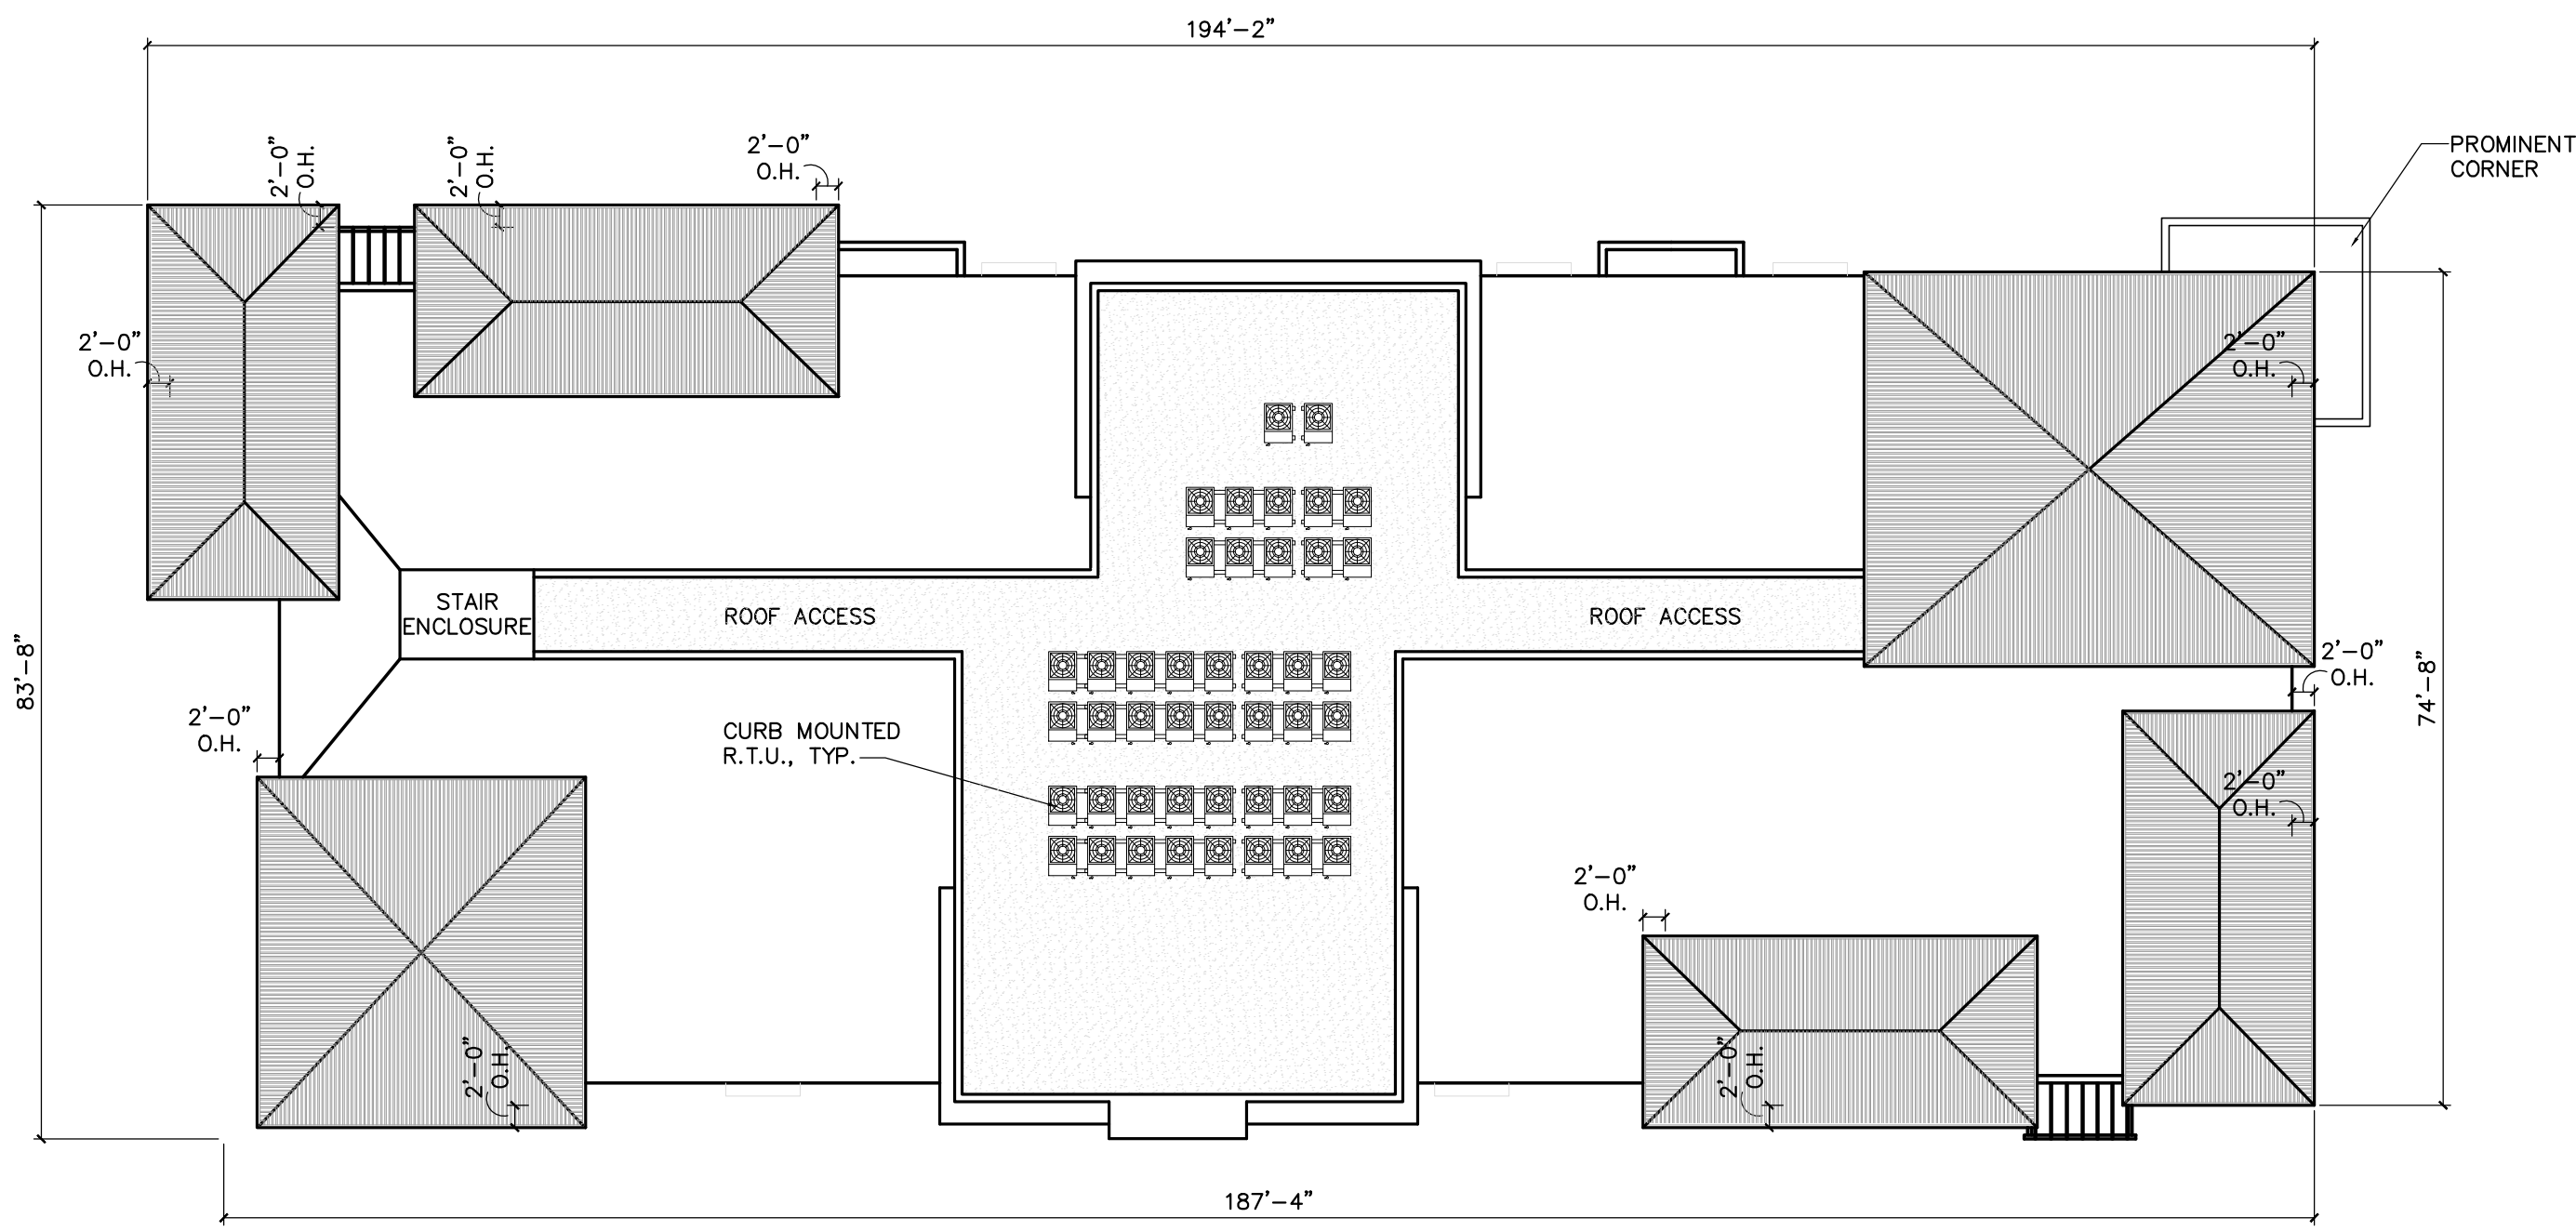 194'-2"
2'-0"
O.H.
2'-0"
O.H.
2'-0"
O.H.
PROMINENT
CORNER
2'-0"
O.H.
2'-0"
O.H.
STAIR
ENCLOSURE
ROOF ACCESS
ROOF ACCESS
83'-8"
2'-0"
O.H.
74'-8"
2'-0"
O.H.
CURB MOUNTED
R.T.U., TYP.
2'-0"
O.H.
2'-0"
O.H.
2'-0"
O.H.
2'-0"
O.H.
187'-4"